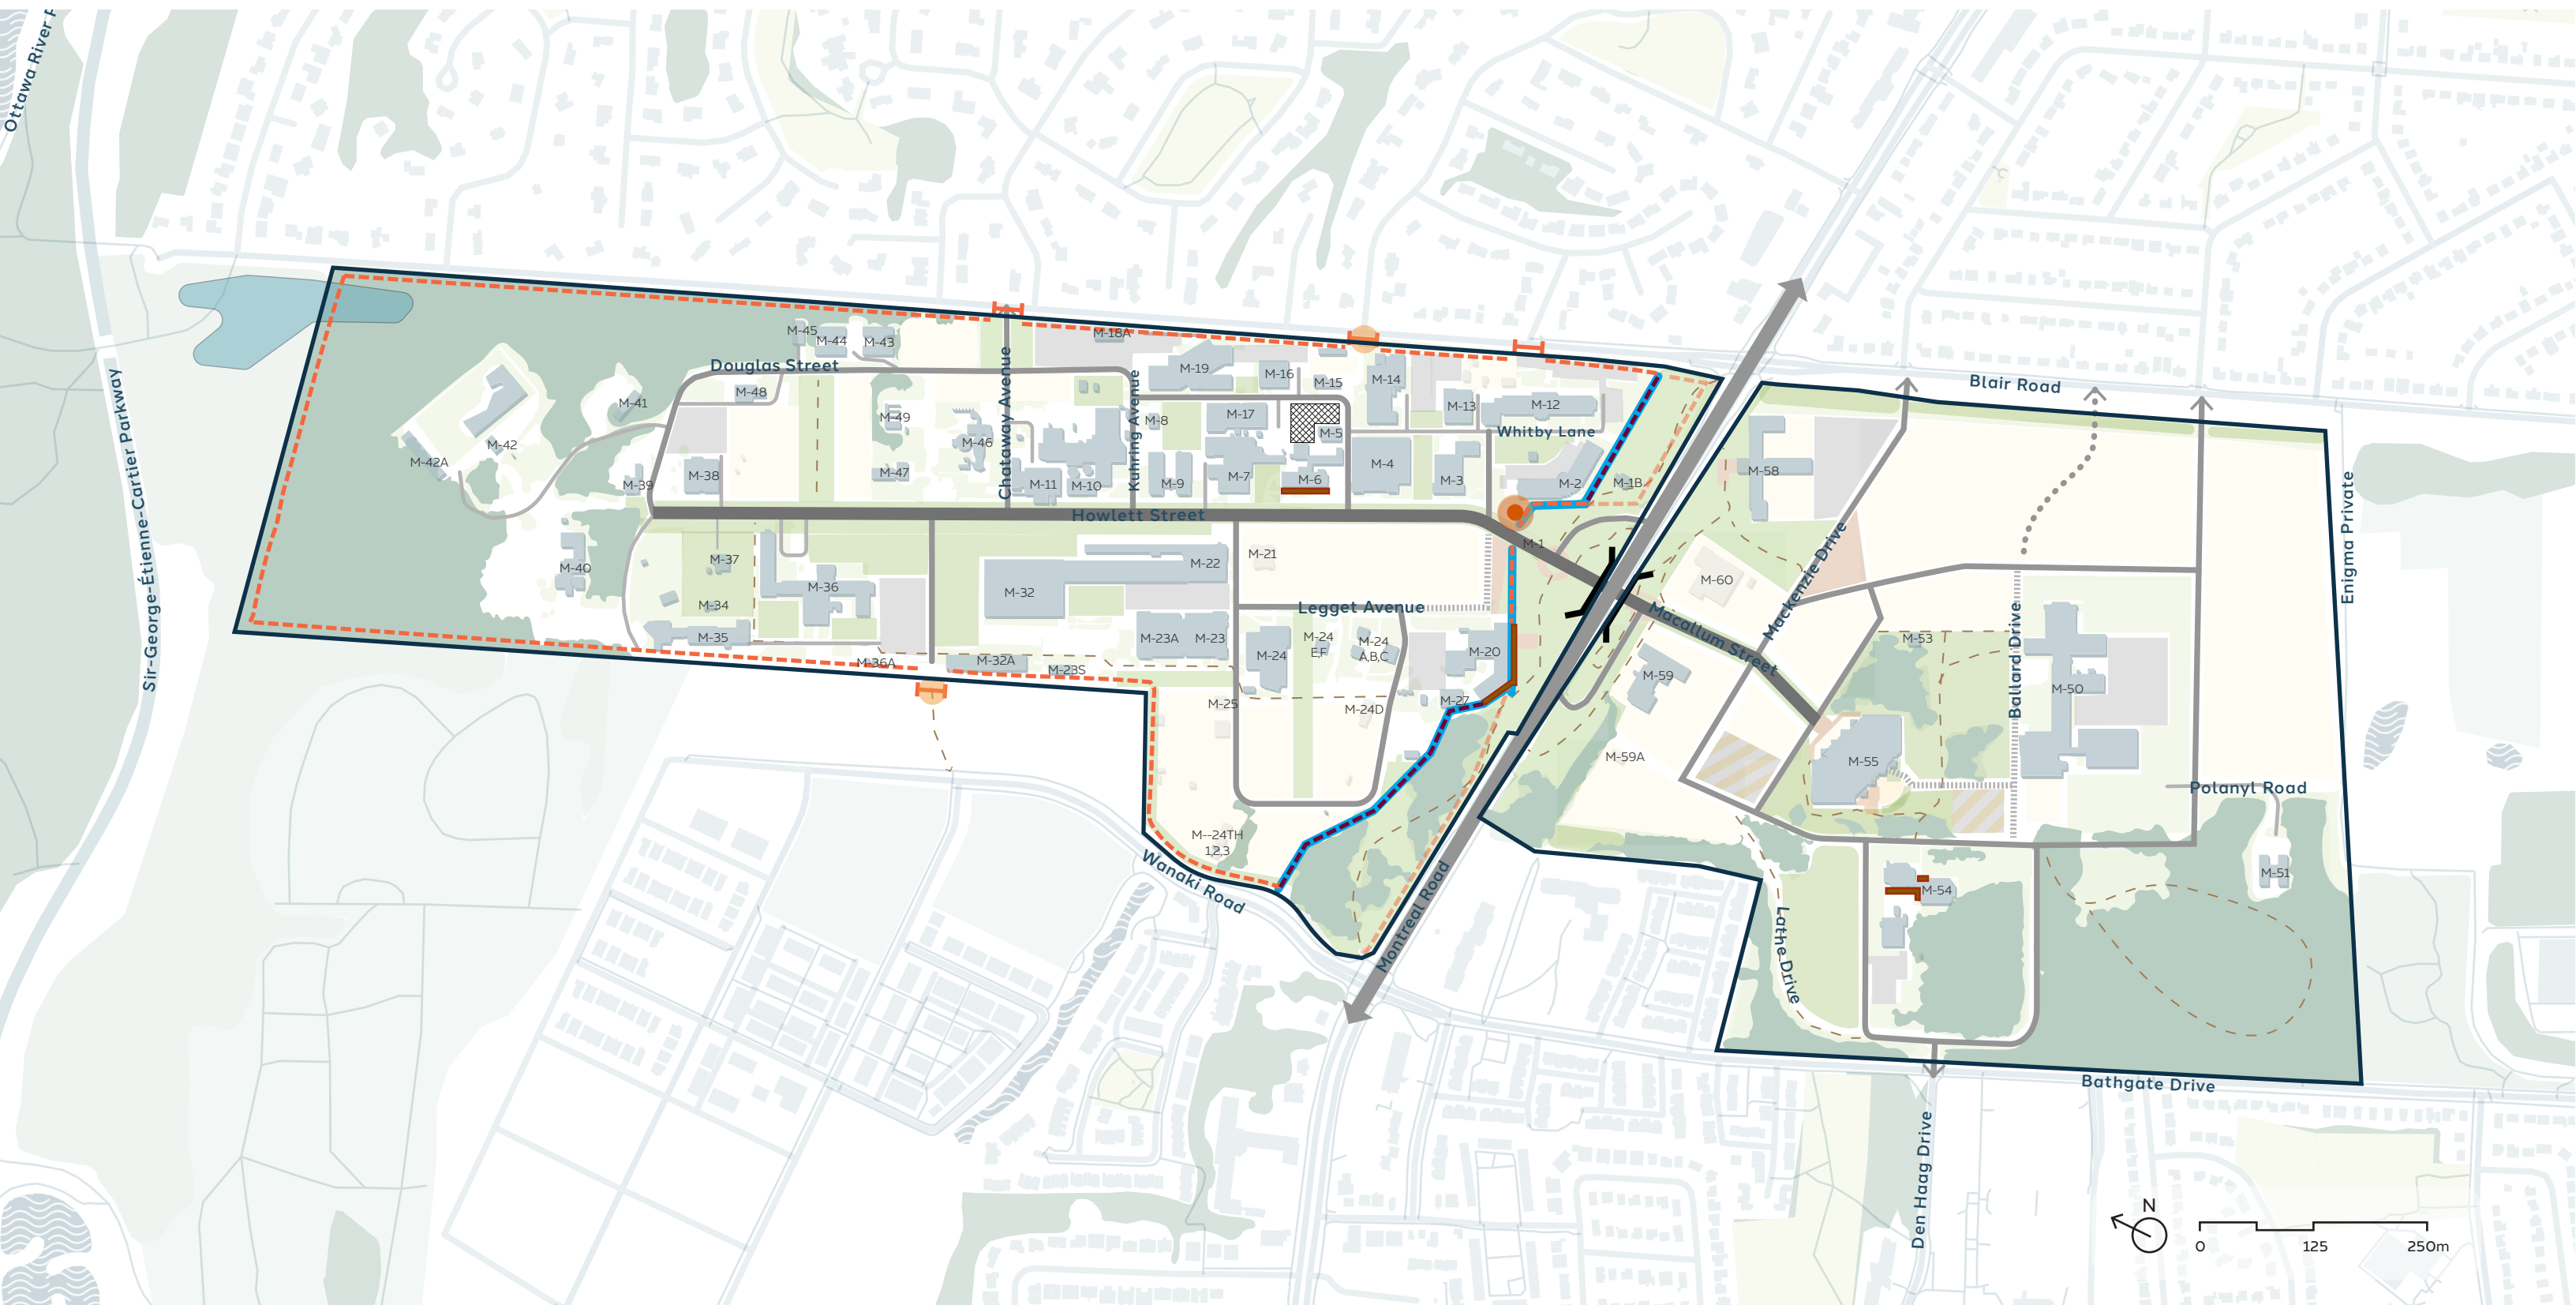 Ottawa River P
Sir-George-Étienne-Cartier Parkway
Blair Road
Enigma Private
M-45
M-44
M-43
M-18A
Douglas Street
Chataway Avenue
Kuhring Avenue
M-19
M-16
M-15
M-14
M-48
M-41
M-49
M-8
M-17
M-5
M-13
M-12
Whitby Lane
M-42
M-42A
M-46
M-39
M-38
M-47
M-11
M-10
M-9
M-7
M-6
M-4
M-3
M-2
M-1B
M-58
Howlett Street
M-1
M-21
M-22
M-37
M-40
M-36
M-32
M-60
Mackenzie Drive
M-34
Legget Avenue
Macallum Street
M-35
M-23A
M-23
M-24
M-24
E,F
M-24
A,B,C
M-20
M-53
Ballard Drive
M-36A
M-32A
M-23S
M-59
M-50
M-25
M-24D
M-27
M-59A
M-55
Polanyl Road
M--24TH
1,2,3
Wanaki Road
Montreal Road
M-54
M-51
Lathe Drive
Bathgate Drive
Den Haag Drive
N
0
125
250m